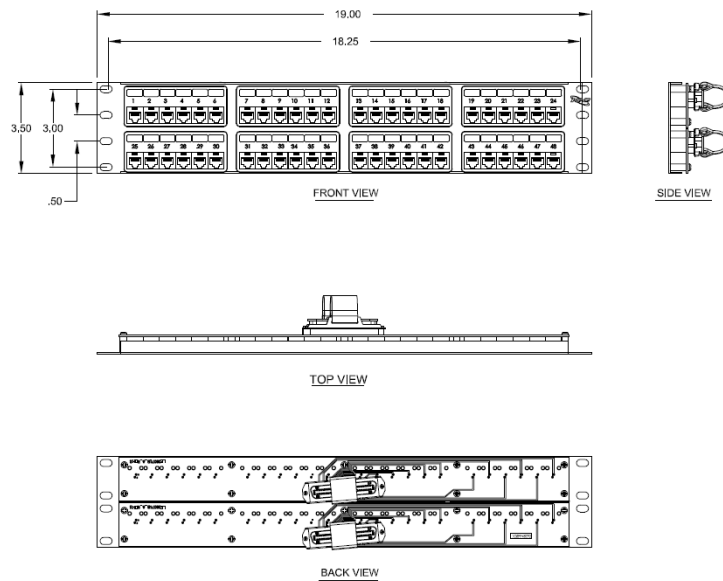 19.00
18.25
3,50
3,00
.50
1 2 3 4 5 6 7 8 9 10 11 12 13 14 15 16 17 18 19 20 21 22 23 24
25 26 27 28 29 30 31 32 33 34 35 36 37 38 39 40 41 42 43 44 45 46 47 48
FRONT VIEW
SIDE VIEW
TOP VIEW
BACK VIEW